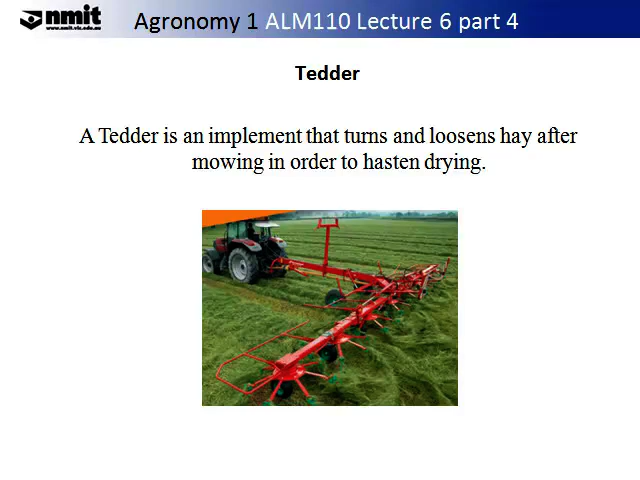 nmit
www.nmit.vic.edu.au
Agronomy 1 ALM110 Lecture 6 part 4
Tedder
A Tedder is an implement that turns and loosens hay after
mowing in order to hasten drying.